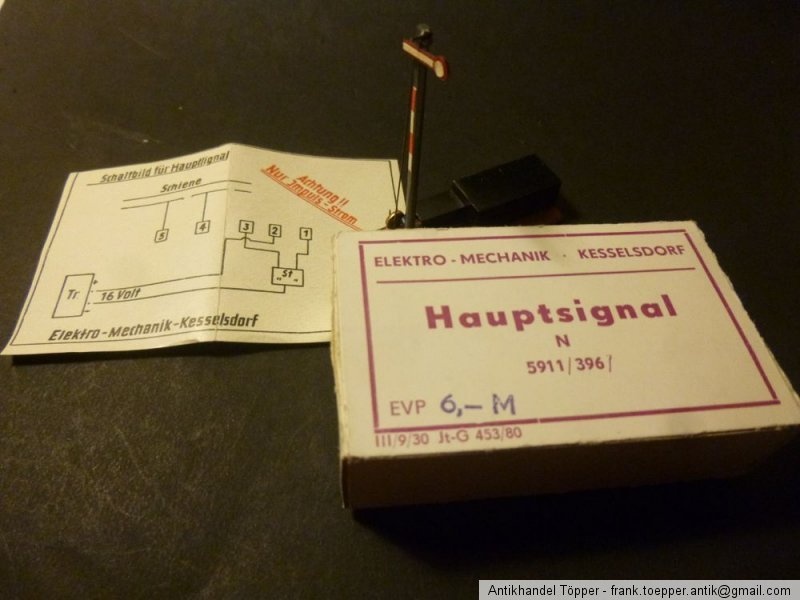 Schaltbild für Hauptsignal
Schiene
Achtung!!
Nur Impuls-Strom
5
4
3
2
1
"St"
Tr
+
-
16 Volt
Elektro-Mechanik-Kesselsdorf
ELEKTRO - MECHANIK · KESSELSDORF
Hauptsignal
N
5911/396/
EVP 6,- M
III/9/30 Jt-G 453/80
Antikhandel Töpper - frank.toepper.antik@gmail.com